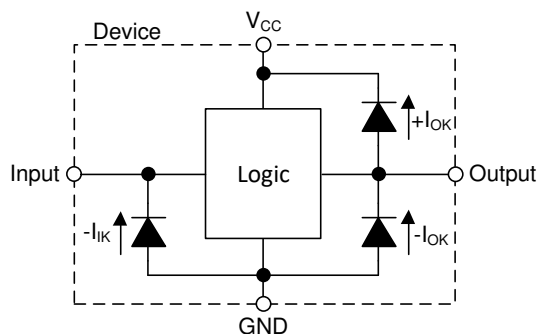 Device
VCC
+IOK
Input
Logic
Output
-IIK
-IOK
GND